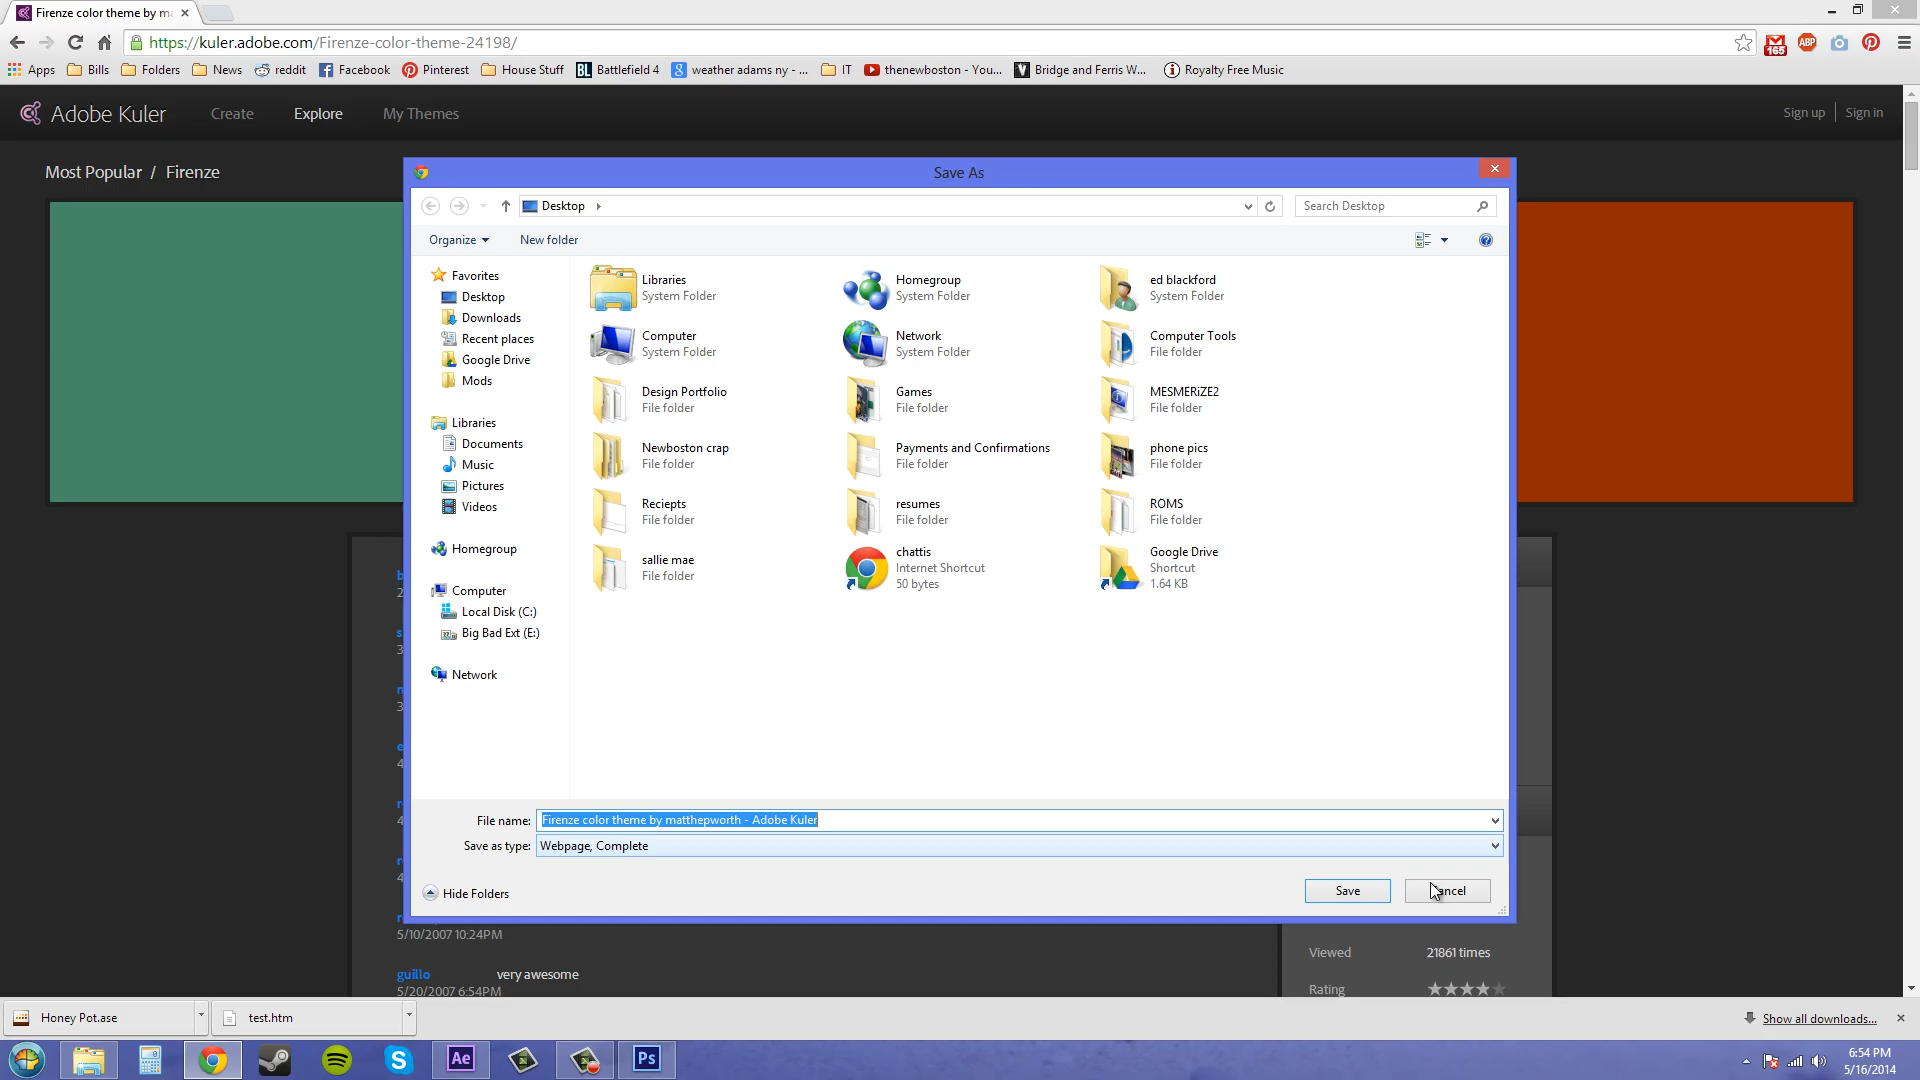 Firenze color theme by ma
https://kuler.adobe.com/Firenze-color-theme-24198/
165
ABP
Apps
Bills
Folders
News
reddit
Facebook
Pinterest
House Stuff
BL Battlefield 4
weather adams ny - ...
IT
thenewboston - You...
Bridge and Ferris W...
Royalty Free Music
Adobe Kuler
Create
Explore
My Themes
Sign up
Sign in
Most Popular / Firenze
Save As
Desktop
Search Desktop
Organize
New folder
Favorites
Desktop
Downloads
Recent places
Google Drive
Mods
Libraries
Documents
Music
Pictures
Videos
Homegroup
Computer
Local Disk (C:)
Big Bad Ext (E:)
Network
Libraries
System Folder
Homegroup
System Folder
ed blackford
System Folder
Computer
System Folder
Network
System Folder
Computer Tools
File folder
Design Portfolio
File folder
Games
File folder
MESMERiZE2
File folder
Newboston crap
File folder
Payments and Confirmations
File folder
phone pics
File folder
Reciepts
File folder
resumes
File folder
ROMS
File folder
sallie mae
File folder
chattis
Internet Shortcut
50 bytes
Google Drive
Shortcut
1.64 KB
File name: Firenze color theme by matthepworth - Adobe Kuler
Save as type: Webpage, Complete
Hide Folders
Save
5/10/2007 10:24PM
guillo very awesome
5/20/2007 6:54PM
Viewed 21861 times
Rating
Honey Pot.ase
test.htm
Show all downloads...
Ae
Ps
6:54 PM
5/16/2014